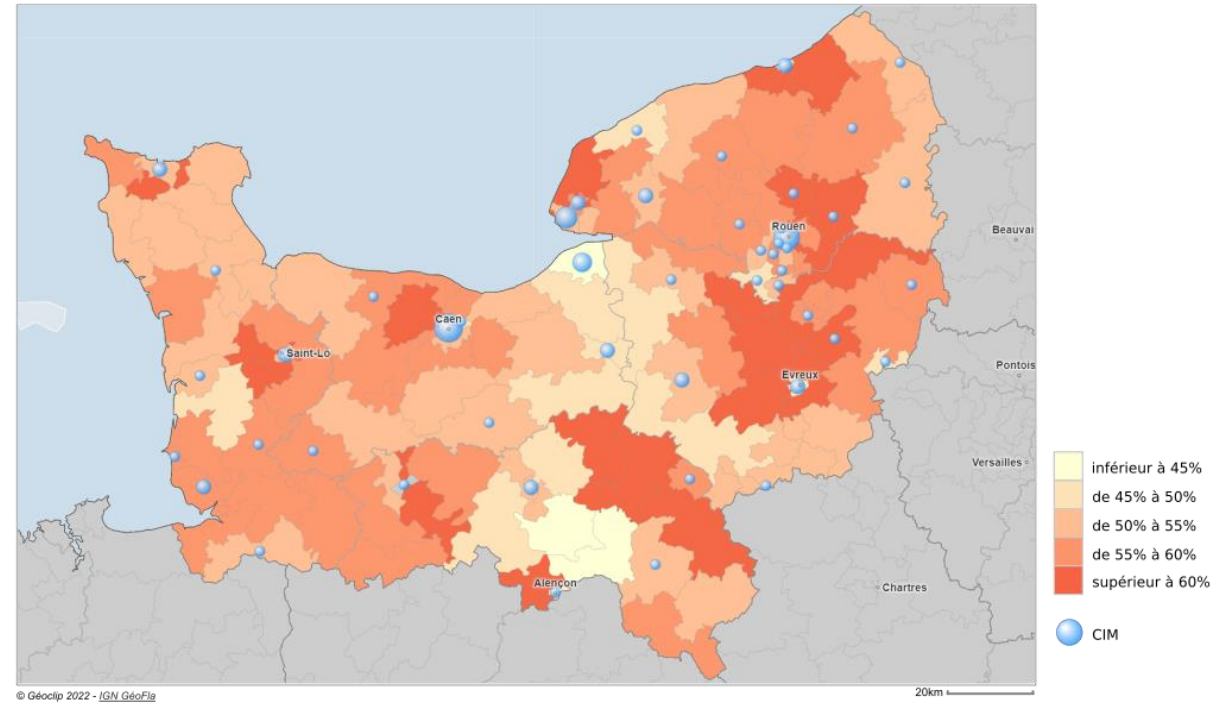 Rouen
Beauvai
Caen
Saint-Lo
Pontois
Evreux
Versailles
Alençon
Chartres
inférieur à 45%
de 45% à 50%
de 50% à 55%
de 55% à 60%
supérieur à 60%
CIM
© Géoclip 2022 - IGN GéoFla
20km